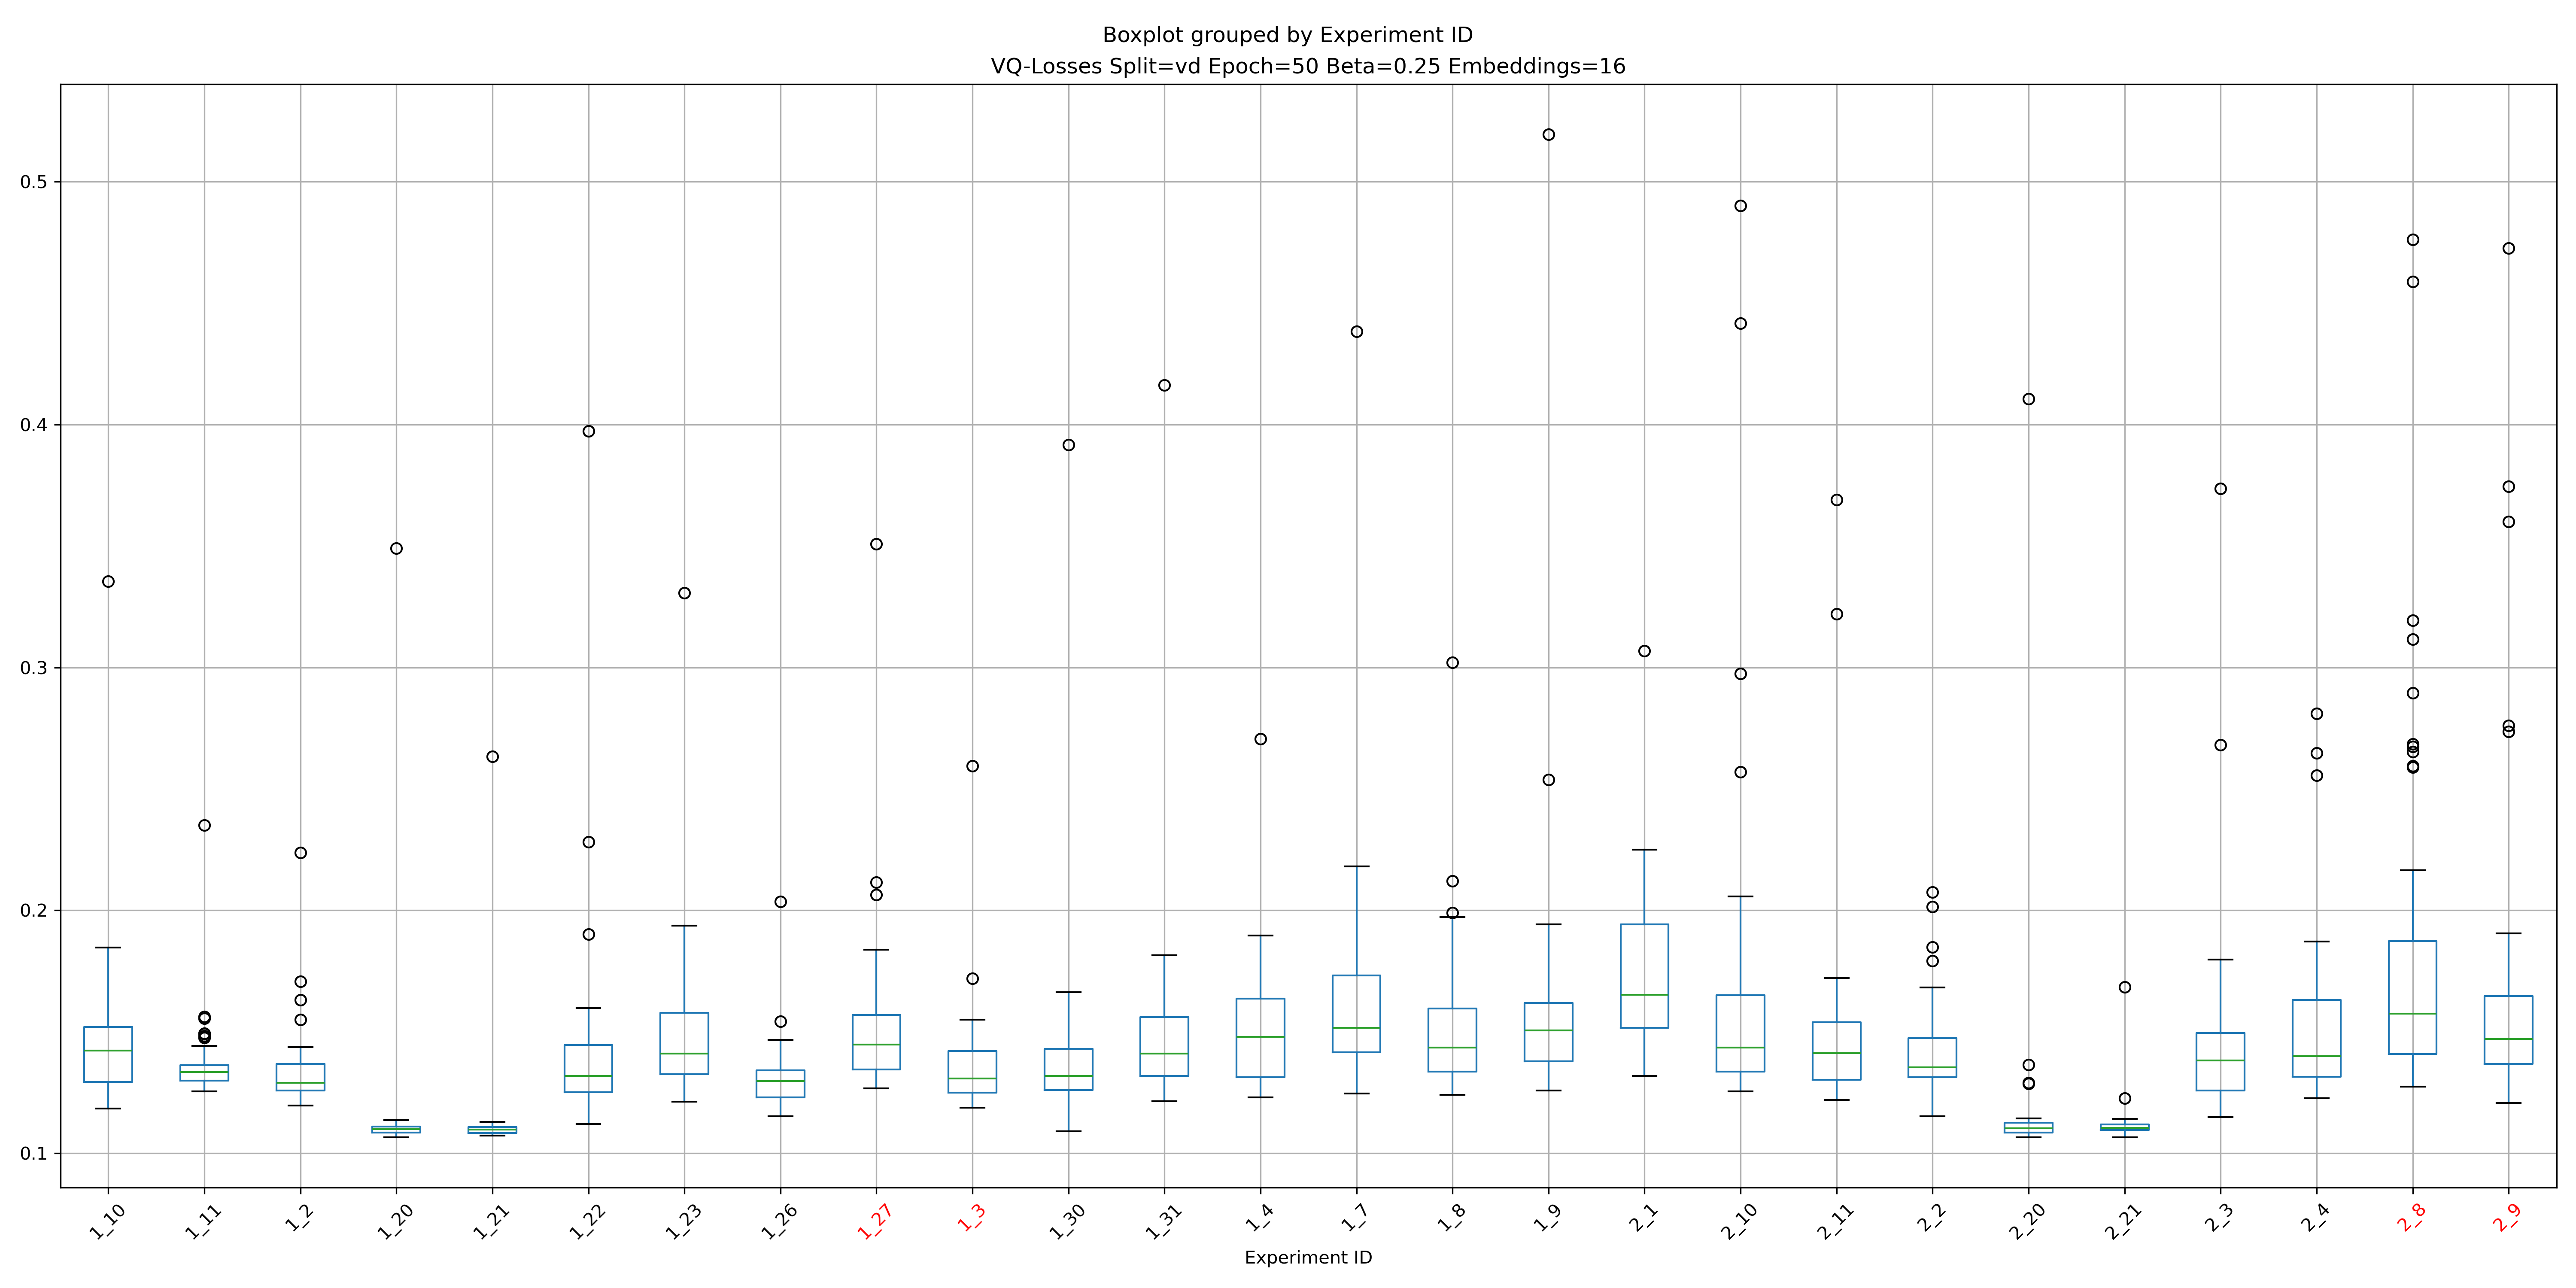 Boxplot grouped by Experiment ID
VQ-Losses Split=vd Epoch=50 Beta=0.25 Embeddings=16
0.5
0.4
0.3
0.2
0.1
1_10 1_11 1_2 1_20 1_21 1_22 1_23 1_26 1_27 1_3 1_30 1_31 1_4 1_7 1_8 1_9 2_1 2_10 2_11 2_2 2_20 2_21 2_3 2_4 2_8 2_9
Experiment ID